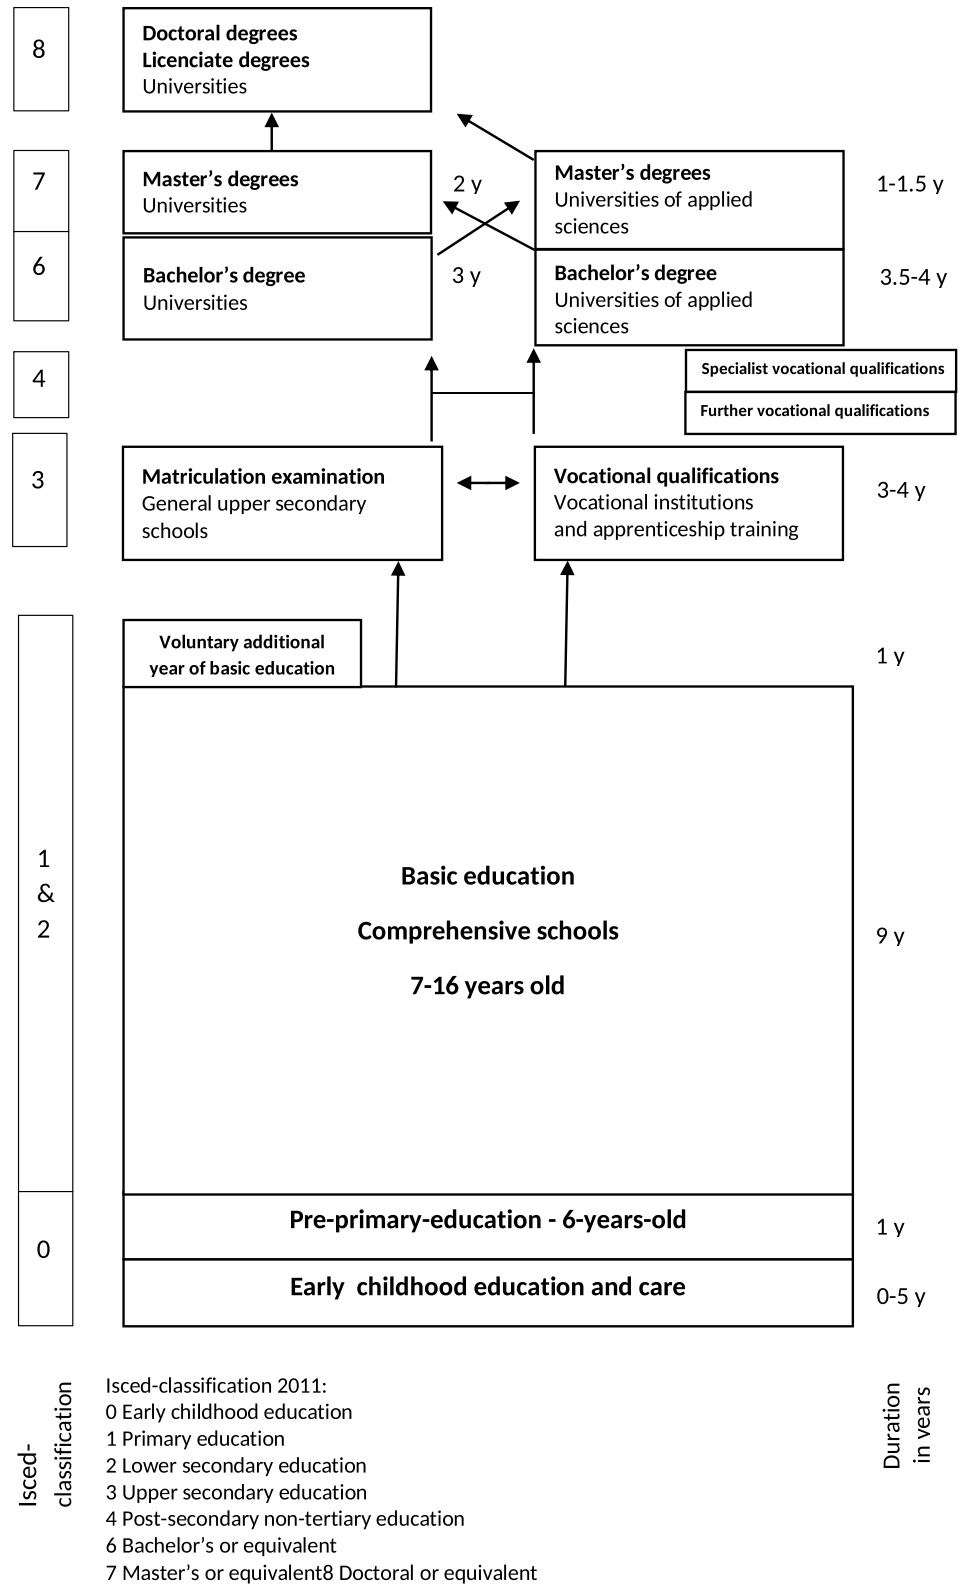 8
Doctoral degrees
Licenciate degrees
Universities
7
Master’s degrees
Universities
2 y
Master’s degrees
Universities of applied
sciences
1-1.5 y
6
Bachelor’s degree
Universities
3 y
Bachelor’s degree
Universities of applied
sciences
3.5-4 y
4
Specialist vocational qualifications
Further vocational qualifications
3
Matriculation examination
General upper secondary
schools
Vocational qualifications
Vocational institutions
and apprenticeship training
3-4 y
Voluntary additional
year of basic education
1 y
1
&
2
Basic education
Comprehensive schools
7-16 years old
9 y
0
Pre-primary-education - 6-years-old
1 y
Early  childhood education and care
0-5 y
Isced-
classification
Isced-classification 2011:
0 Early childhood education
1 Primary education
2 Lower secondary education
3 Upper secondary education
4 Post-secondary non-tertiary education
6 Bachelor’s or equivalent
7 Master’s or equivalent8 Doctoral or equivalent
Duration
in years